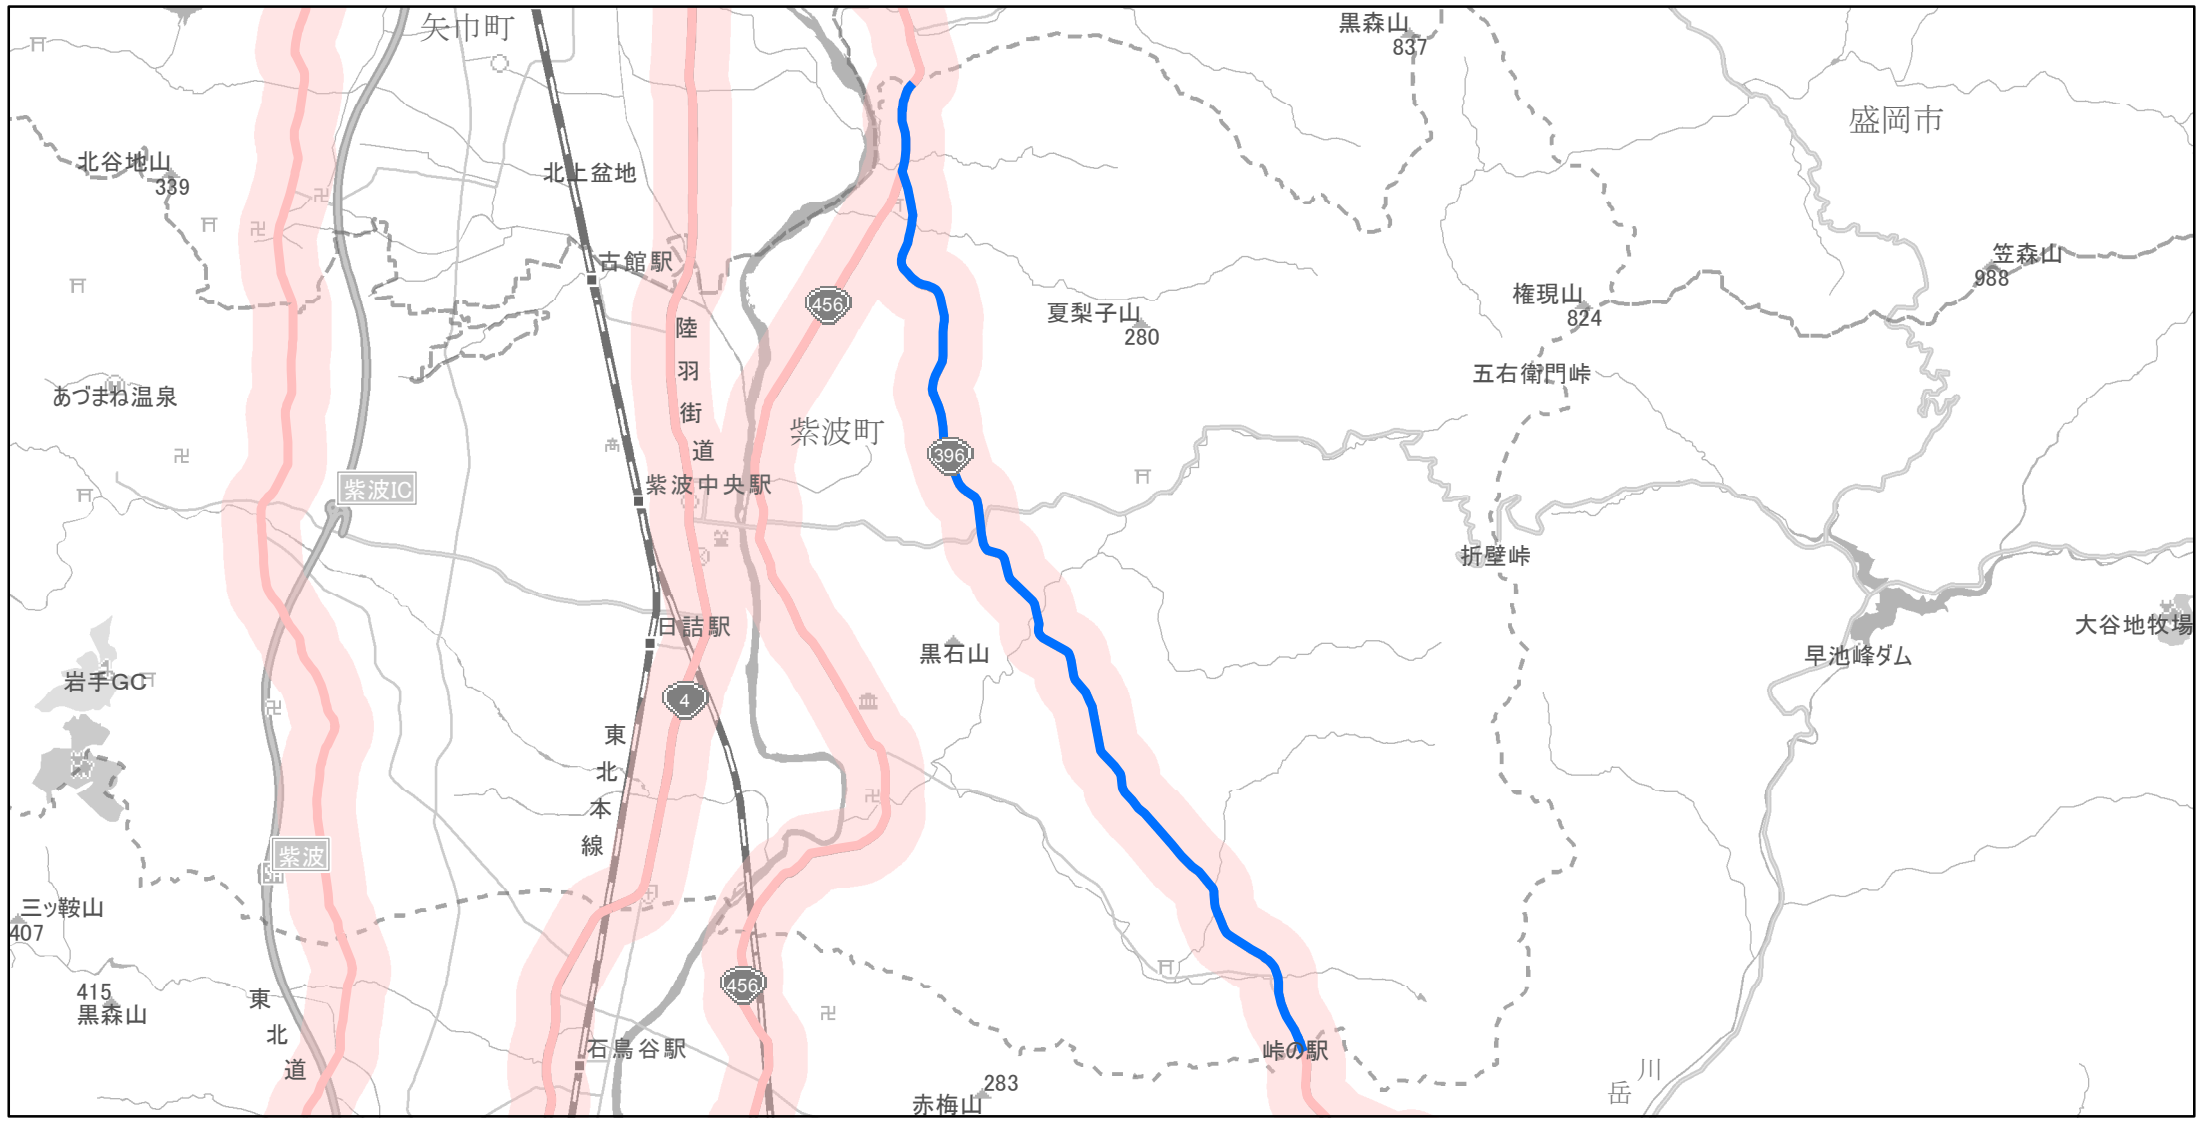 矢巾町
黒森山
837
盛岡市
北谷地山
339
北上盆地
古館駅
笠森山
988
456
権現山
824
夏梨子山
280
陸羽街道
五右衛門峠
あづまね温泉
紫波町
396
紫波IC
紫波中央駅
折壁峠
日詰駅
大谷地牧場
黒石山
早池峰ダム
岩手GC
4
東北本線
紫波
三ッ鞍山
407
456
415
黒森山
東北道
石鳥谷駅
峠の駅
283
赤梅山
岳川